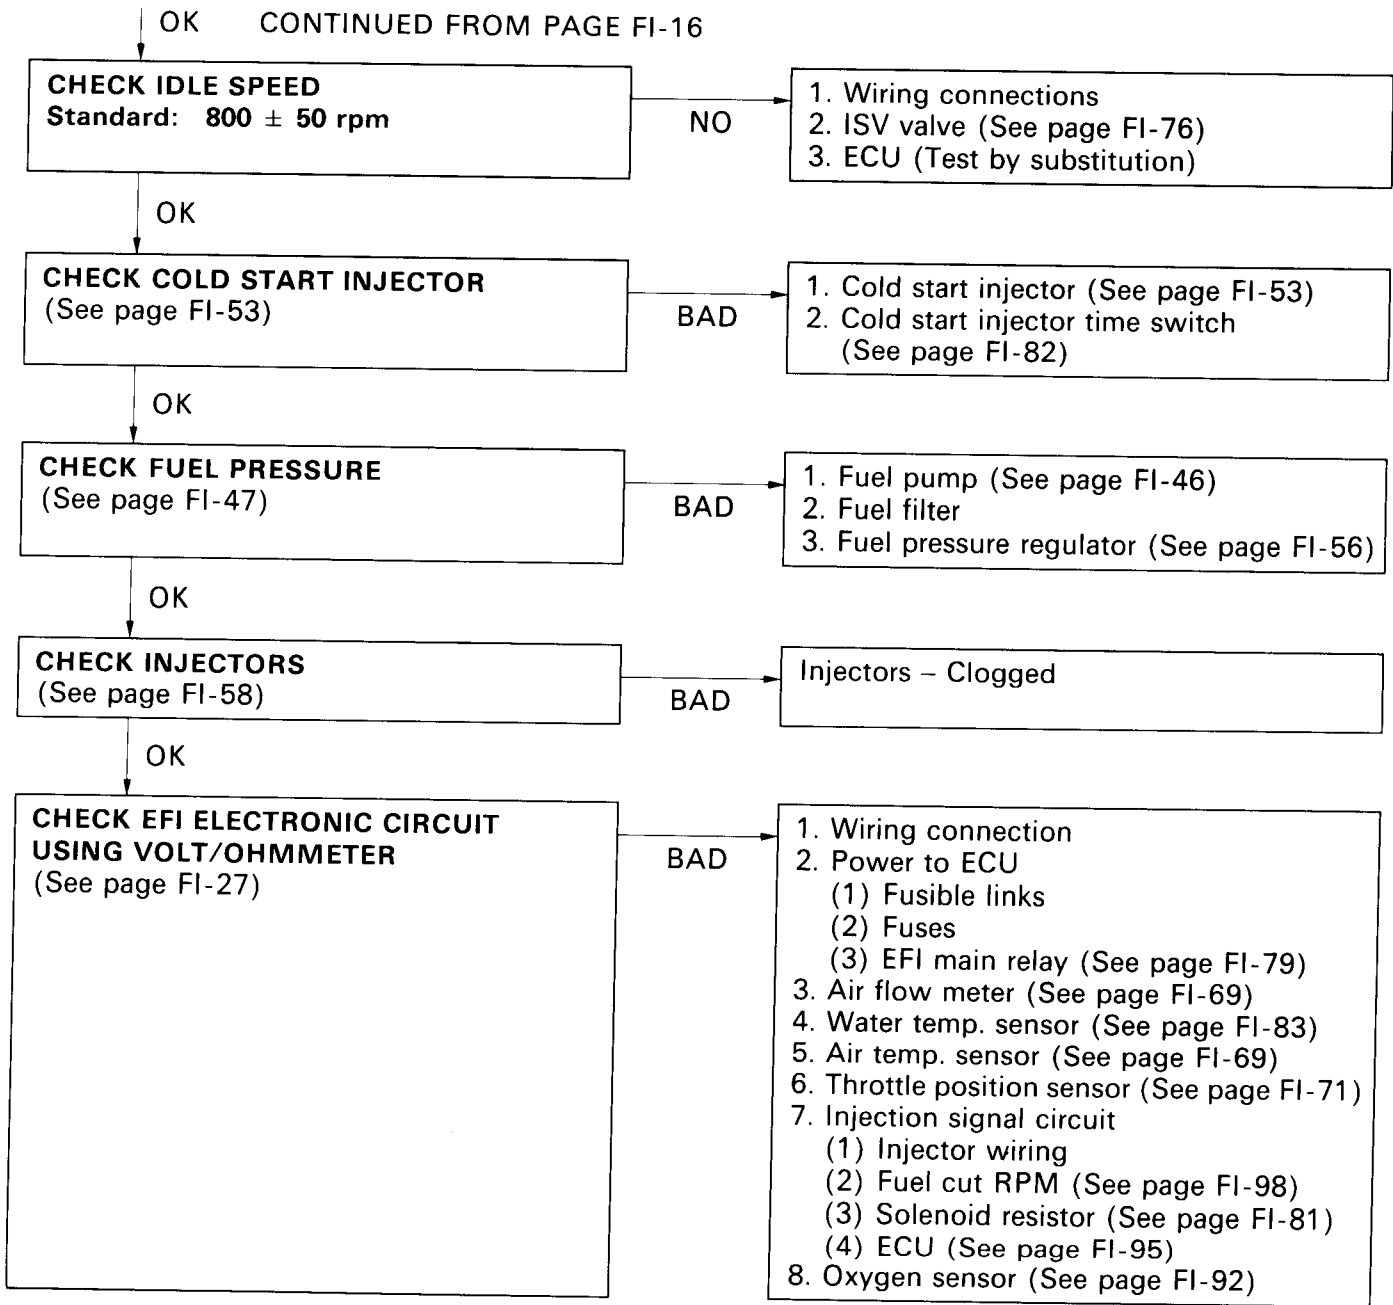 OK CONTINUED FROM PAGE FI-16
CHECK IDLE SPEED
Standard: 800 ± 50 rpm
NO
1. Wiring connections
2. ISV valve (See page FI-76)
3. ECU (Test by substitution)
OK
CHECK COLD START INJECTOR
(See page FI-53)
BAD
1. Cold start injector (See page FI-53)
2. Cold start injector time switch
(See page FI-82)
OK
CHECK FUEL PRESSURE
(See page FI-47)
BAD
1. Fuel pump (See page FI-46)
2. Fuel filter
3. Fuel pressure regulator (See page FI-56)
OK
CHECK INJECTORS
(See page FI-58)
BAD
Injectors – Clogged
OK
CHECK EFI ELECTRONIC CIRCUIT
USING VOLT/OHMMETER
(See page FI-27)
BAD
1. Wiring connection
2. Power to ECU
(1) Fusible links
(2) Fuses
(3) EFI main relay (See page FI-79)
3. Air flow meter (See page FI-69)
4. Water temp. sensor (See page FI-83)
5. Air temp. sensor (See page FI-69)
6. Throttle position sensor (See page FI-71)
7. Injection signal circuit
(1) Injector wiring
(2) Fuel cut RPM (See page FI-98)
(3) Solenoid resistor (See page FI-81)
(4) ECU (See page FI-95)
8. Oxygen sensor (See page FI-92)